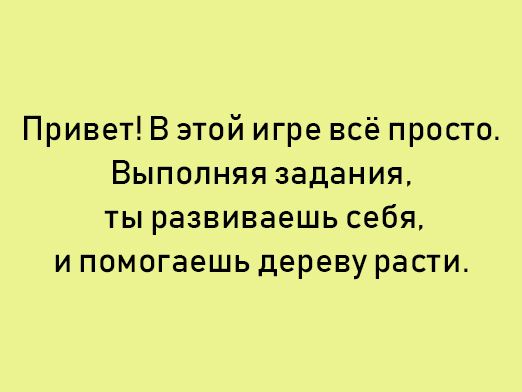 Привет! В этой игре всё просто.
Выполняя задания,
ты развиваешь себя,
и помогаешь дереву расти.